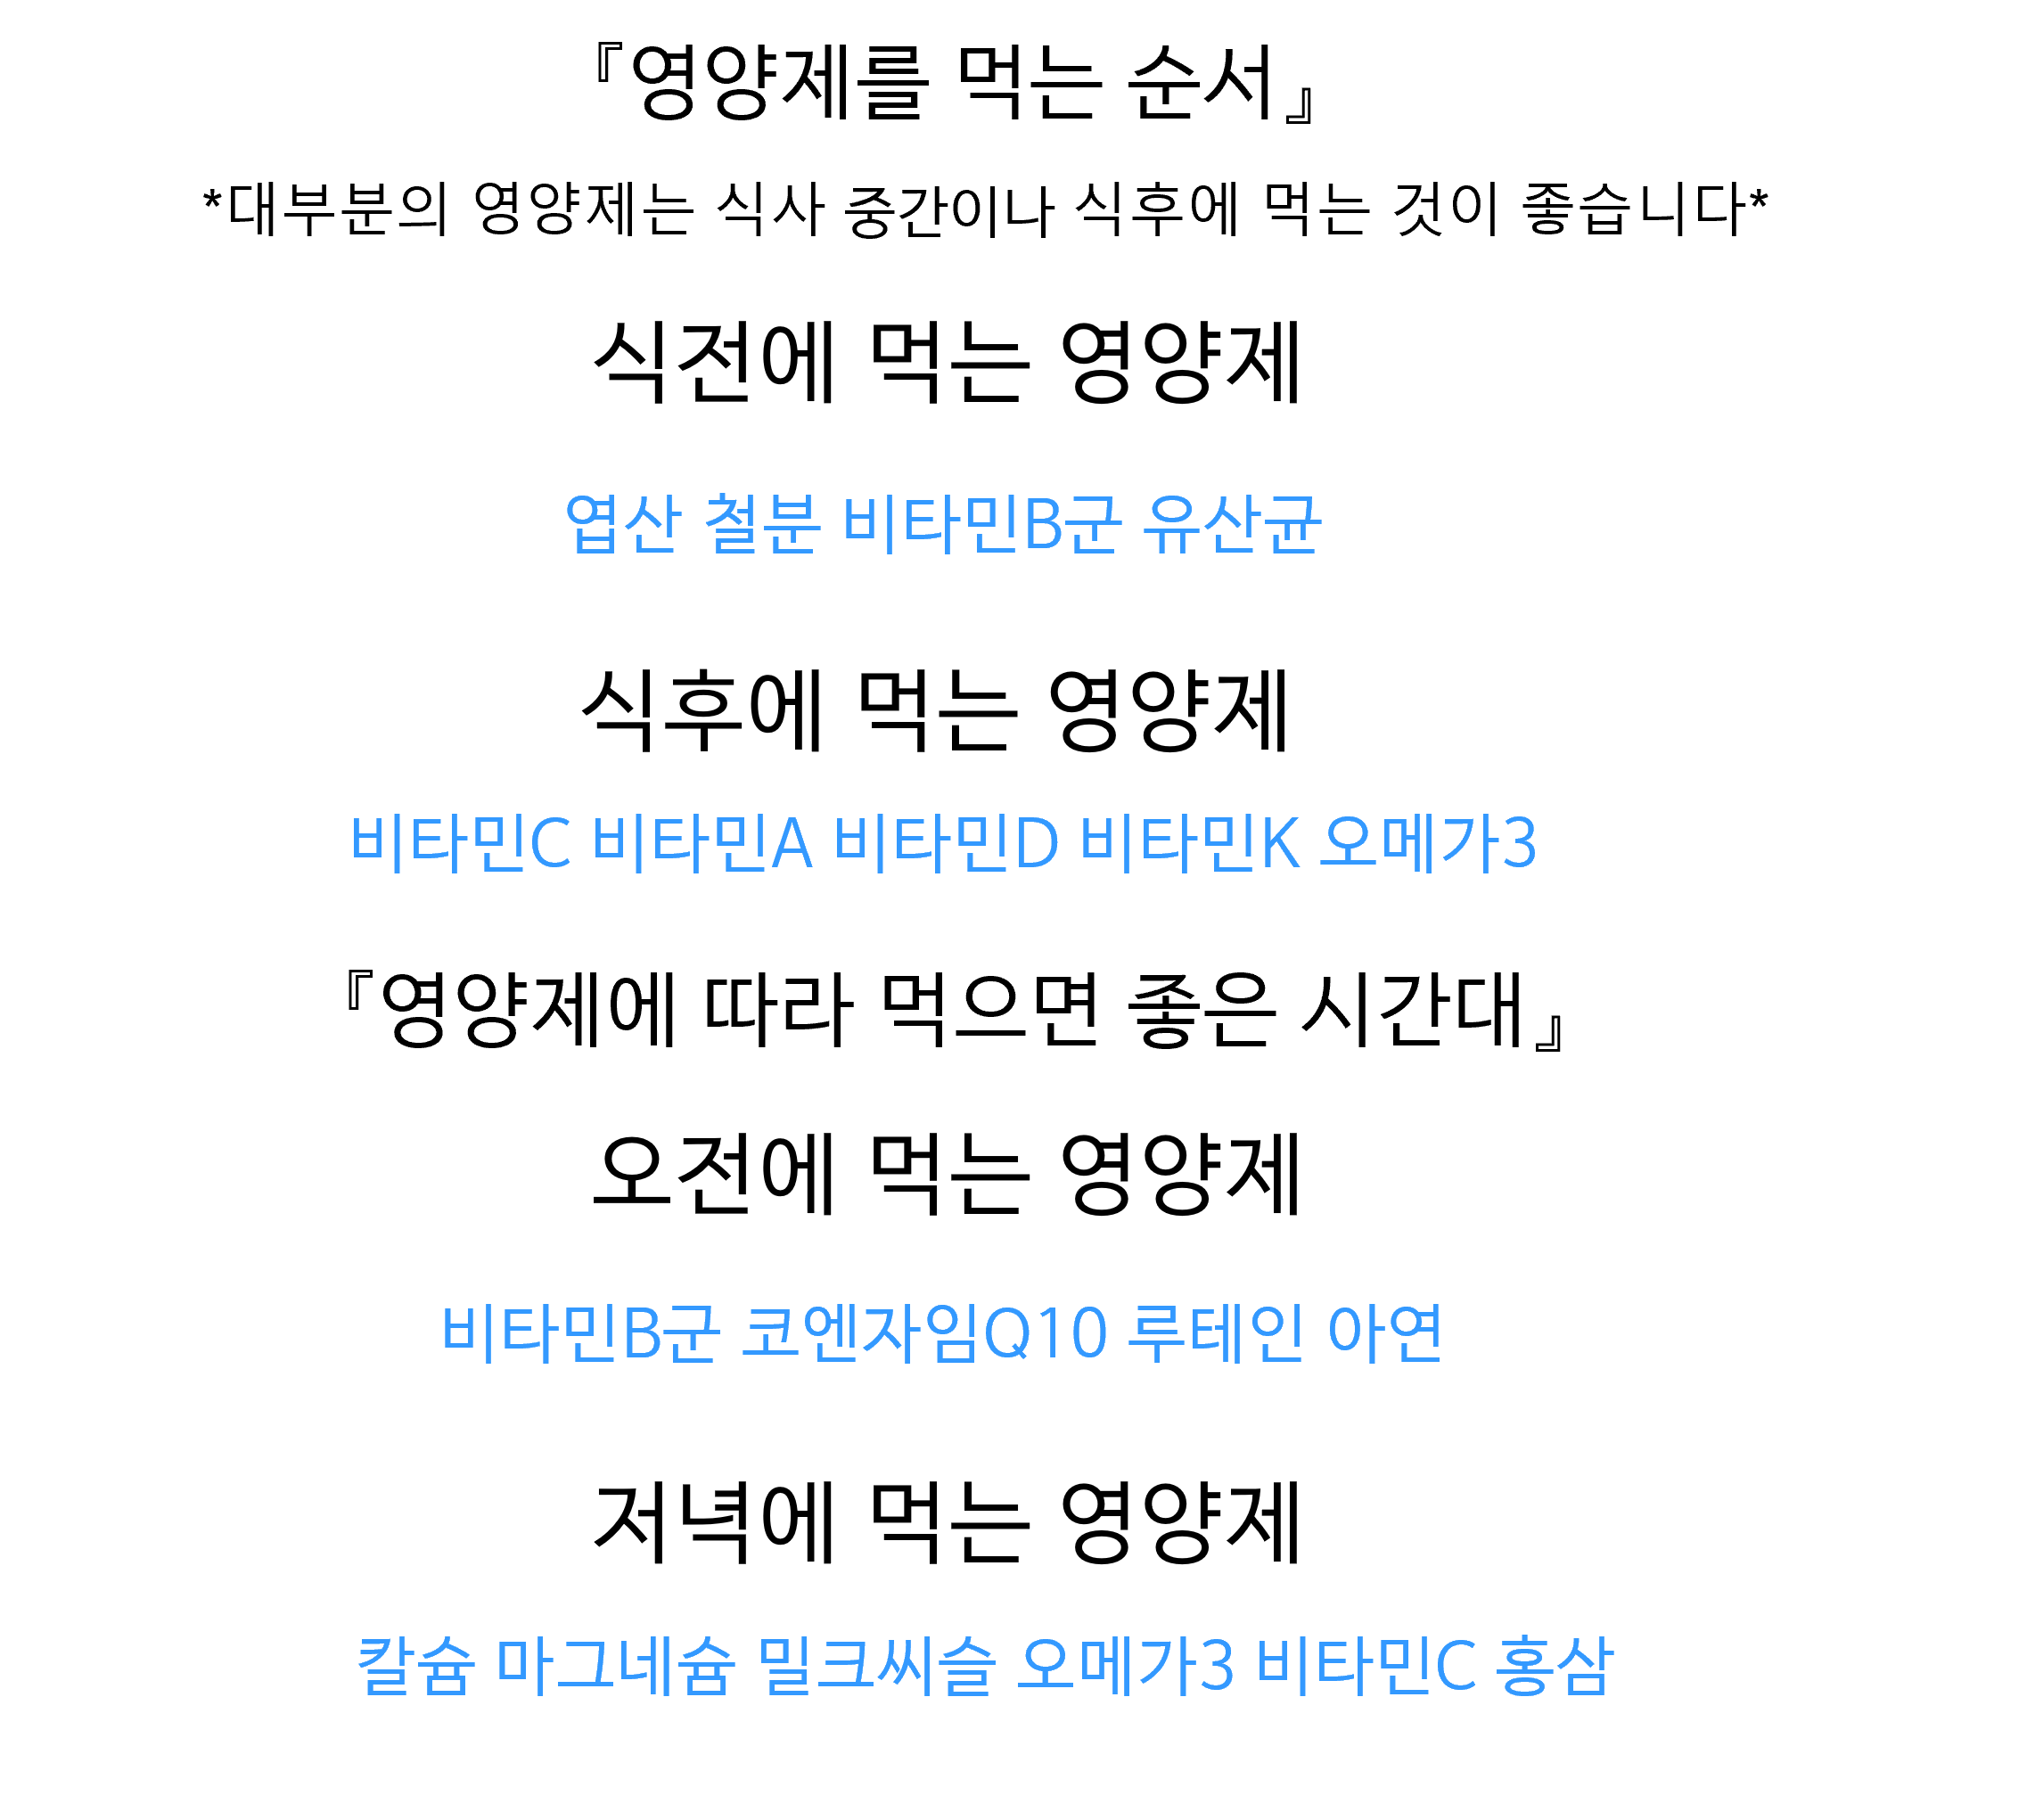 『영양제를 먹는 순서』
*대부분의 영양제는 식사 중간이나 식후에 먹는 것이 좋습니다*
식전에 먹는 영양제
엽산 철분 비타민B군 유산균
식후에 먹는 영양제
비타민C 비타민A 비타민D 비타민K 오메가3
『영양제에 따라 먹으면 좋은 시간대』
오전에 먹는 영양제
비타민B군 코엔자임Q10 루테인 아연
저녁에 먹는 영양제
칼슘 마그네슘 밀크씨슬 오메가3 비타민C 홍삼